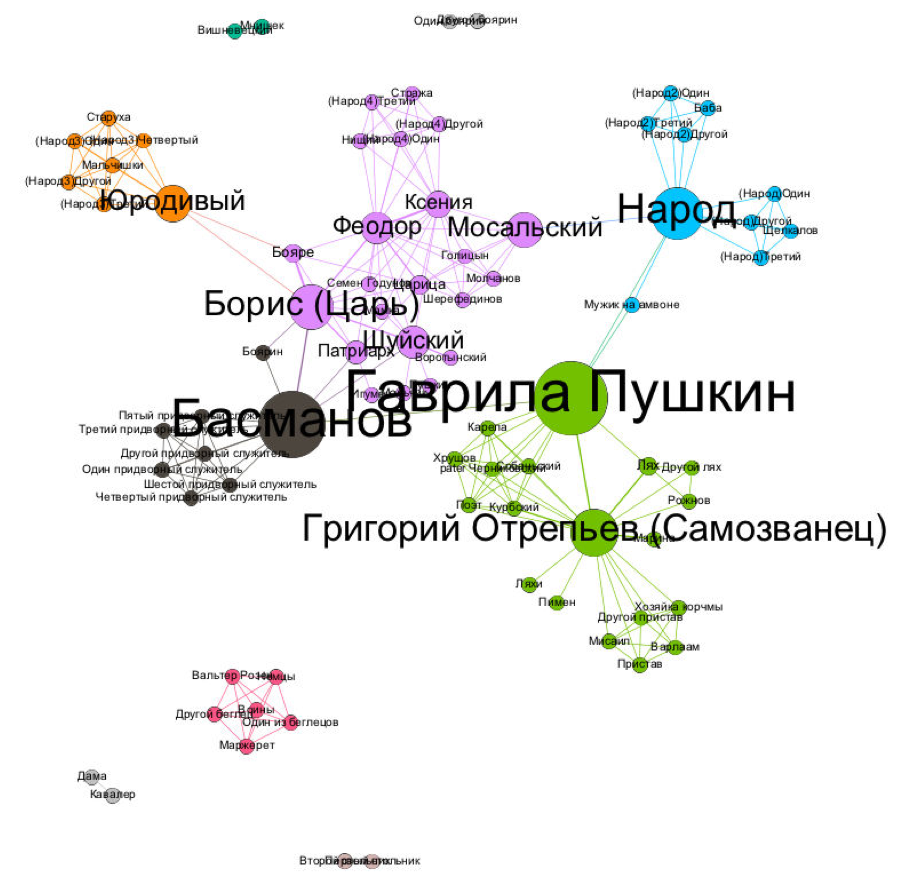 Мнишек
Вишневецкий
Один боярин
Другой боярин
Старуха
(Народ3)Один
(Народ3)Четвертый
Мальчишки
(Народ3)Другой
(Народ3)Третий
Юродивый
Стража
(Народ4)Третий
(Народ4)Другой
Нищий
(Народ4)Один
Ксения
Феодор
Мосальский
(Народ2)Один
Баба
(Народ2)Третий
(Народ2)Другой
Народ
(Народ)Один
(Народ)Другой
Щелкалов
(Народ)Третий
Бояре
Голицын
Молчанов
Семен Годунов
Царица
Шерефединов
Борис (Царь)
Мужик на амвоне
Шуйский
Патриарх
Воротынский
Боярин
Гаврила Пушкин
Басманов
Пятый придворный служитель
Третий придворный служитель
Другой придворный служитель
Один придворный служитель
Шестой придворный служитель
Четвертый придворный служитель
Карела
Хрущов
pater Черниковский
Собаньский
Поэт
Курбский
Лях
Другой лях
Рожнов
Григорий Отрепьев (Самозванец)
Марина
Ляхи
Пимен
Хозяйка корчмы
Другой пристав
Мисаил
Варлаам
Пристав
Вальтер Розен
Немцы
Другой беглец
Воины
Один из беглецов
Маржерет
Дама
Кавалер